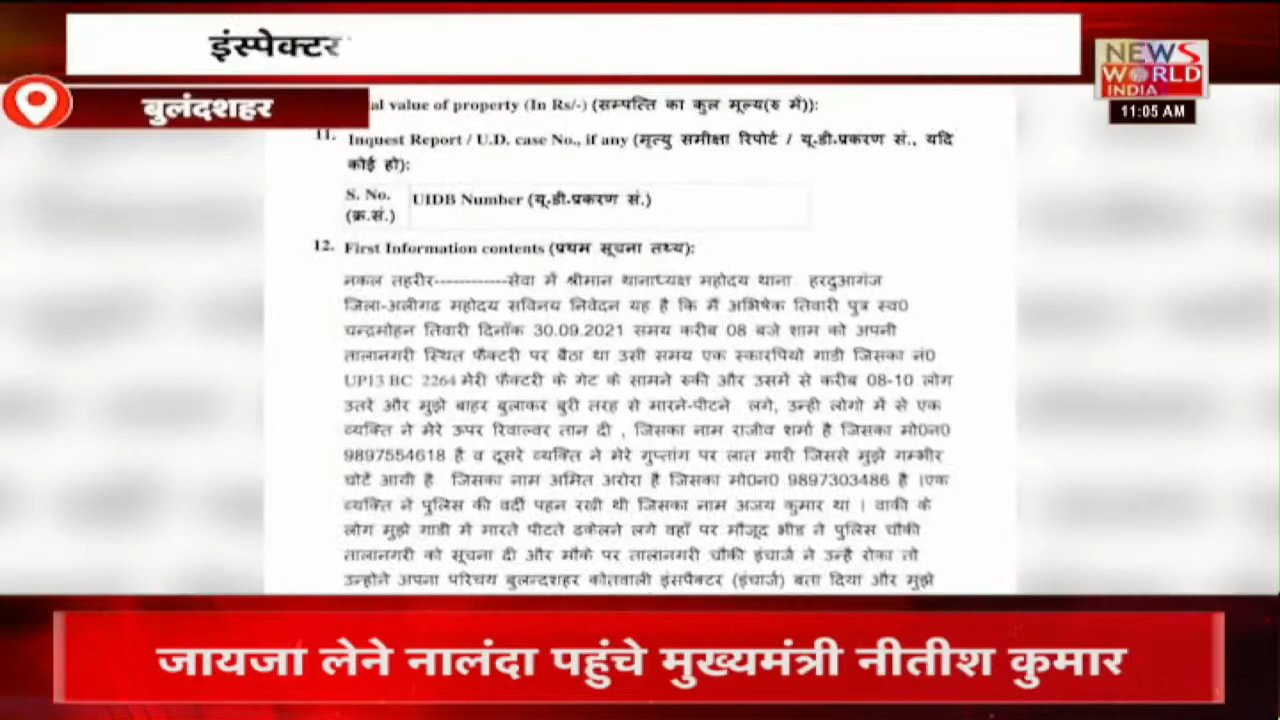 इंस्पेक्टर
NEWS
WORLD
INDIA
11:05 AM
बुलंदशहर
al value of property (In Rs/-) (सम्पत्ति का कुल मूल्य(रु में)):
11. Inquest Report / U.D. case No., if any (मृत्यु समीक्षा रिपोर्ट / यू.डी.प्रकरण सं., यदि
कोई हो):
S. No. UIDB Number (यू.डी.प्रकरण सं.)
(क्र.सं.)
12. First Information contents (प्रथम सूचना तथ्य):
नकल तहरीर------------सेवा में श्रीमान थानाध्यक्ष महोदय थाना हरदुआगंज
जिला-अलीगढ महोदय सविनय निवेदन यह है कि मैं अभिषेक तिवारी पुत्र स्व0
चन्द्रमोहन तिवारी दिनाँक 30.09.2021 समय करीब 08 बजे शाम को अपनी
तालानगरी स्थित फैक्टरी पर बैठा था उसी समय एक स्कारपियो गाडी जिसका नं0
UP13 BC 2264 मेरी फैक्टरी के गेट के सामने रुकी और उसमें से करीब 08-10 लोग
उतरे और मुझे बाहर बुलाकर बुरी तरह से मारने-पीटने लगे, उन्ही लोगो में से एक
व्यक्ति ने मेरे ऊपर रिवाल्वर तान दी , जिसका नाम राजीव शर्मा है जिसका मो0न0
9897554618 है व दूसरे व्यक्ति ने मेरे गुप्तांग पर लात मारी जिससे मुझे गम्भीर
चोटें आयी है जिसका नाम अमित अरोरा है जिसका मो0न0 9897303486 है ।एक
व्यक्ति ने पुलिस की वर्दी पहन रखी थी जिसका नाम अजय कुमार था । वाकी के
लोग मुझे गाडी में मारते पीटते ढकेलने लगे वहाँ पर मौजूद भीड ने पुलिस चौकी
तालानगरी को सूचना दी और मौके पर तालानगरी चौकी इंचार्ज ने उन्है रोका तो
उन्होने अपना परिचय बुलन्दशहर कोतवाली इंसपैक्टर (इंचार्ज) बता दिया और मुझे
जायजा लेने नालंदा पहुंचे मुख्यमंत्री नीतीश कुमार